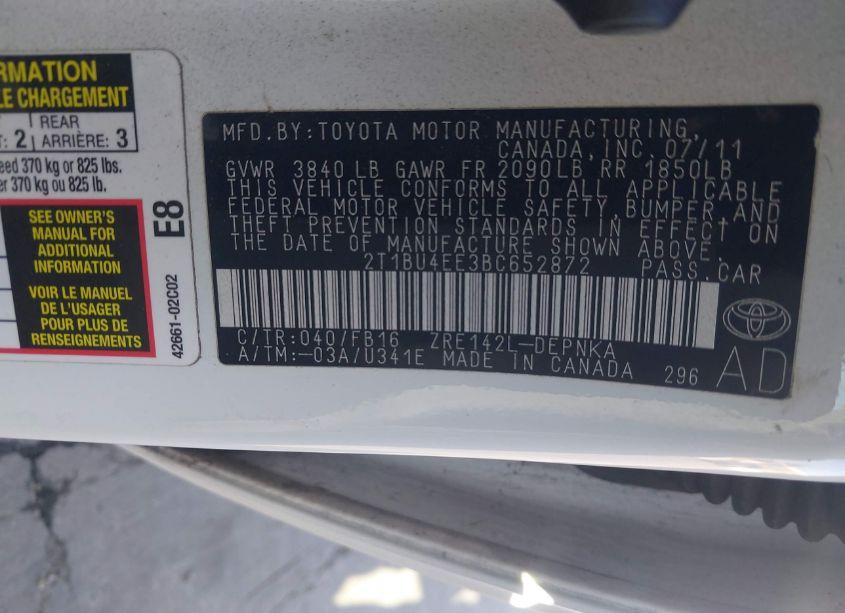 RMATION
LE CHARGEMENT
: 2 REAR
ARRIÈRE: 3
eed 370 kg or 825 lbs.
er 370 kg ou 825 lb.
SEE OWNER'S
MANUAL FOR
ADDITIONAL
INFORMATION
VOIR LE MANUEL
DE L'USAGER
POUR PLUS DE
RENSEIGNEMENTS
E8
42661-02C02
MFD.BY:TOYOTA MOTOR MANUFACTURING,
CANADA,INC.07/11
GVWR 3840LB GAWR FR 2090LB RR 1850LB
THIS VEHICLE CONFORMS TO ALL APPLICABLE
FEDERAL MOTOR VEHICLE SAFETY,BUMPER,AND
THEFT PREVENTION STANDARDS IN EFFECT ON
THE DATE OF MANUFACTURE SHOWN ABOVE.
2T1BU4EE3BC652872 PASS.CAR
C/TR:040/FB16 ZRE142L-DEPNKA
A/TM:-03A/U341E MADE IN CANADA 296
AD